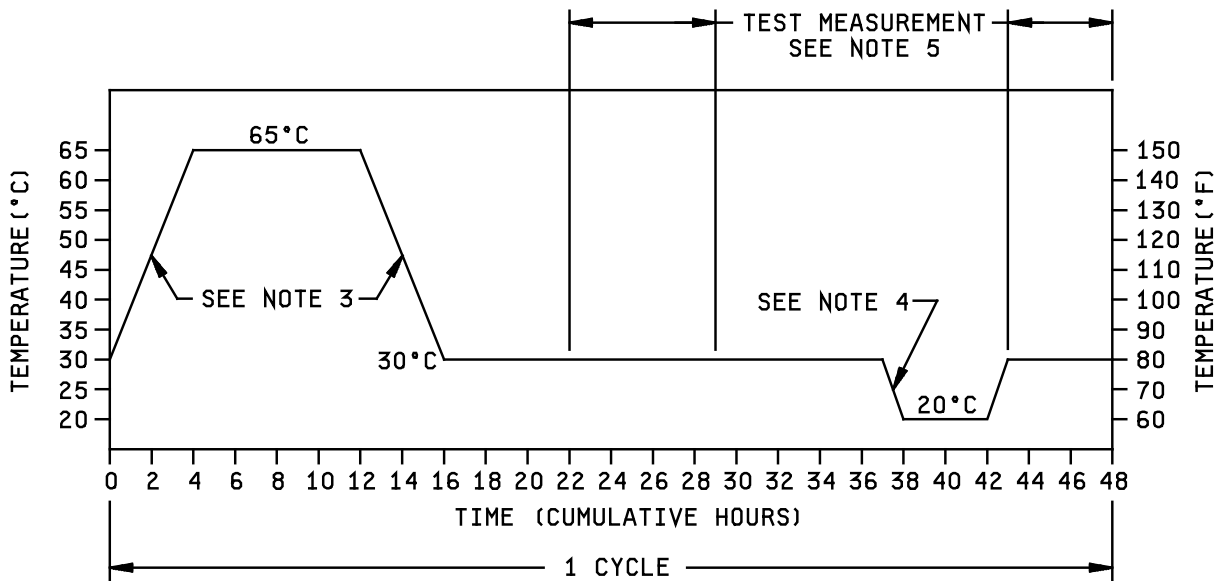 TEST MEASUREMENT
SEE NOTE 5
65°C
65
60
55
50
45
40
35
30
25
20
TEMPERATURE(°C)
SEE NOTE 3
30°C
SEE NOTE 4
20°C
150
140
130
120
110
100
90
80
70
60
TEMPERATURE(°F)
0 2 4 6 8 10 12 14 16 18 20 22 24 26 28 30 32 34 36 38 40 42 44 46 48
TIME (CUMULATIVE HOURS)
1 CYCLE